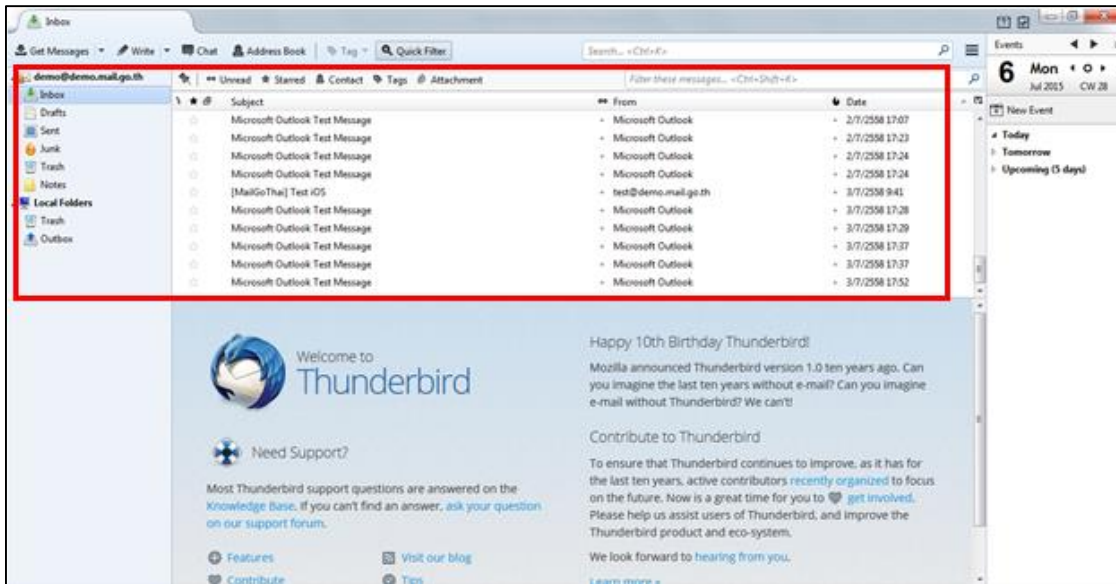 Inbox
Get Messages Write Chat Address Book Tag Quick Filter Search... <Ctrl+K>
Events
demo@demo.mail.go.th
Unread Starred Contact Tags Attachment Filter these messages... <Ctrl+Shift+K>
6 Mon
Jul 2015 CW 28
New Event
Today
Tomorrow
Upcoming (5 days)
Inbox
Drafts
Sent
Junk
Trash
Notes
Local Folders
Trash
Outbox
Subject From Date
Microsoft Outlook Test Message Microsoft Outlook 2/7/2558 17:07
Microsoft Outlook Test Message Microsoft Outlook 2/7/2558 17:23
Microsoft Outlook Test Message Microsoft Outlook 2/7/2558 17:24
Microsoft Outlook Test Message Microsoft Outlook 2/7/2558 17:24
[MailGoThai] Test iOS test@demo.mail.go.th 3/7/2558 9:41
Microsoft Outlook Test Message Microsoft Outlook 3/7/2558 17:28
Microsoft Outlook Test Message Microsoft Outlook 3/7/2558 17:29
Microsoft Outlook Test Message Microsoft Outlook 3/7/2558 17:37
Microsoft Outlook Test Message Microsoft Outlook 3/7/2558 17:37
Microsoft Outlook Test Message Microsoft Outlook 3/7/2558 17:52
Welcome to
Thunderbird
Need Support?
Most Thunderbird support questions are answered on the
Knowledge Base. If you can't find an answer, ask your question
on our support forum.
Features Visit our blog
Contribute Tips
Happy 10th Birthday Thunderbird!
Mozilla announced Thunderbird version 1.0 ten years ago. Can
you imagine the last ten years without e-mail? Can you imagine
e-mail without Thunderbird? We can't!
Contribute to Thunderbird
To ensure that Thunderbird continues to improve, as it has for
the last ten years, active contributors recently organized to focus
on the future. Now is a great time for you to get involved.
Please help us assist users of Thunderbird, and improve the
Thunderbird product and eco-system.
We look forward to hearing from you.
Learn more »